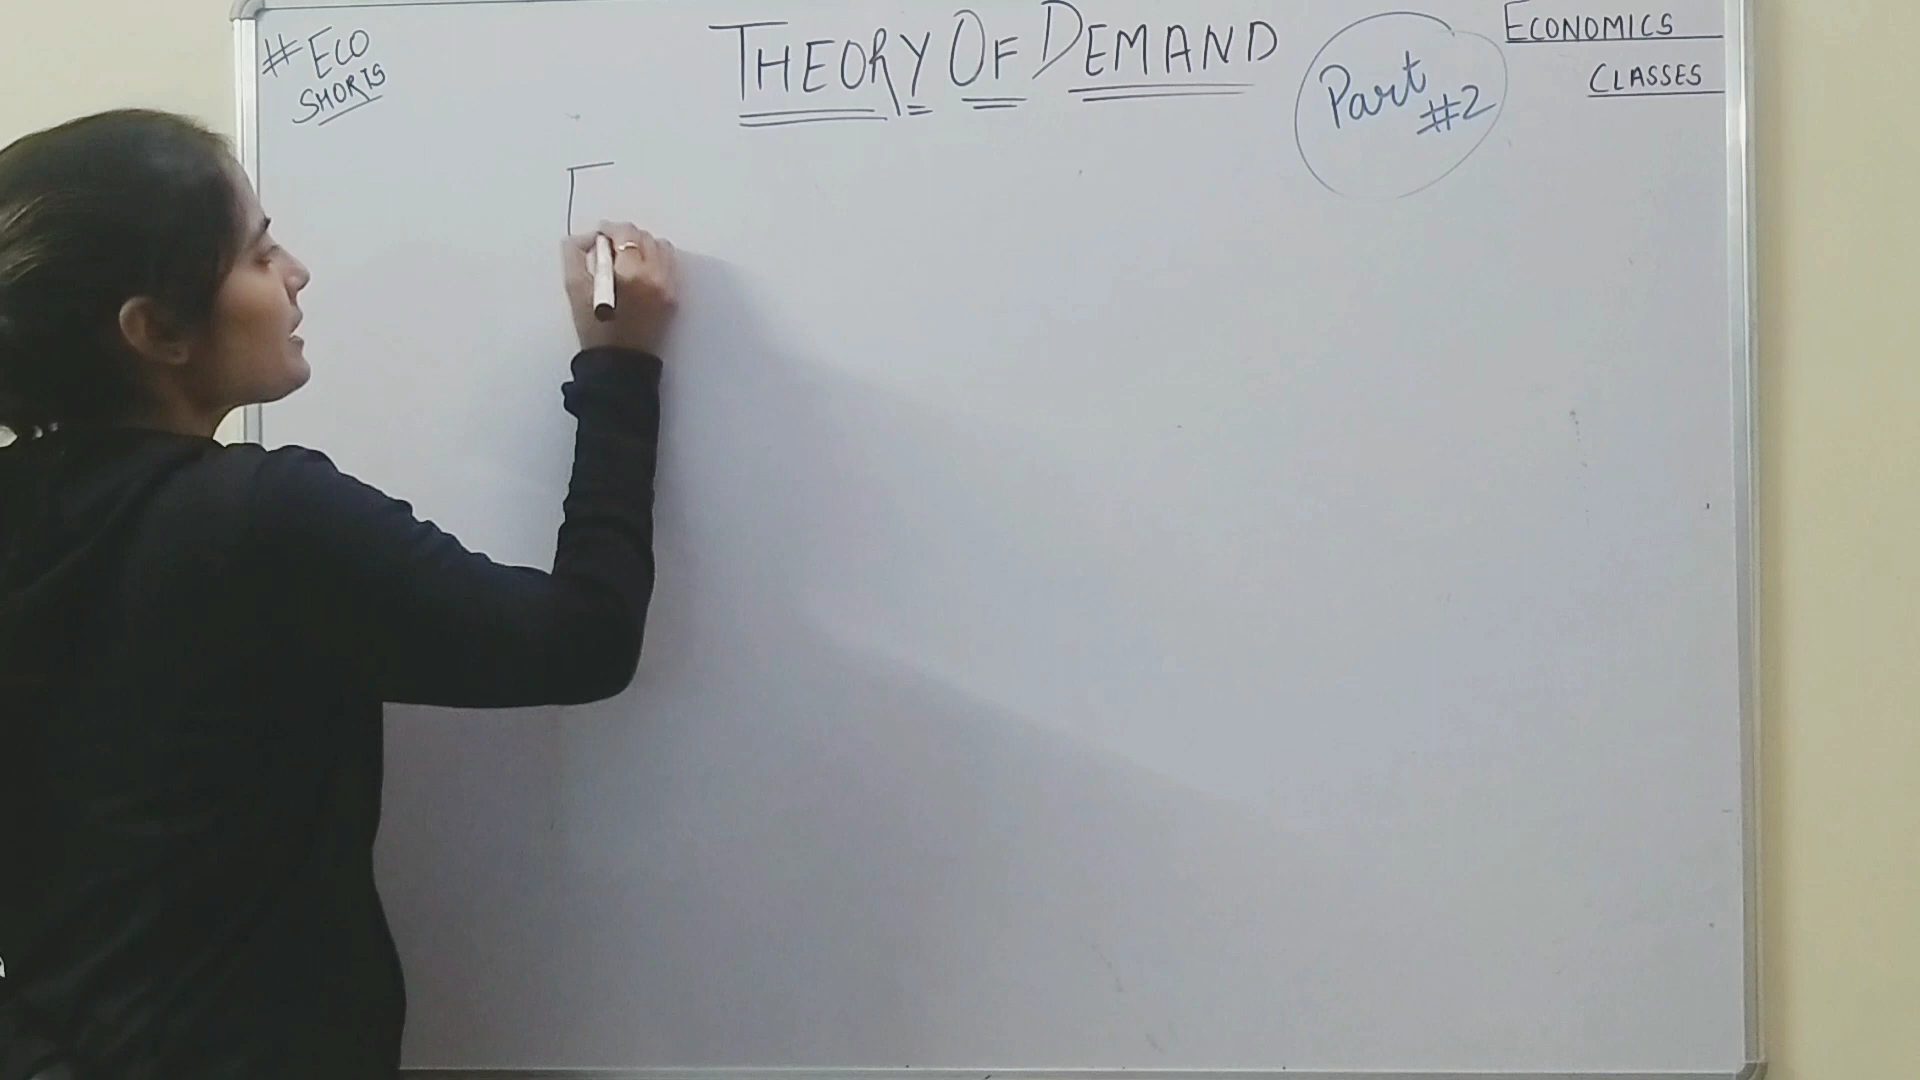 # ECO
SHORTS
THEORY OF DEMAND
Part
#2
ECONOMICS
CLASSES